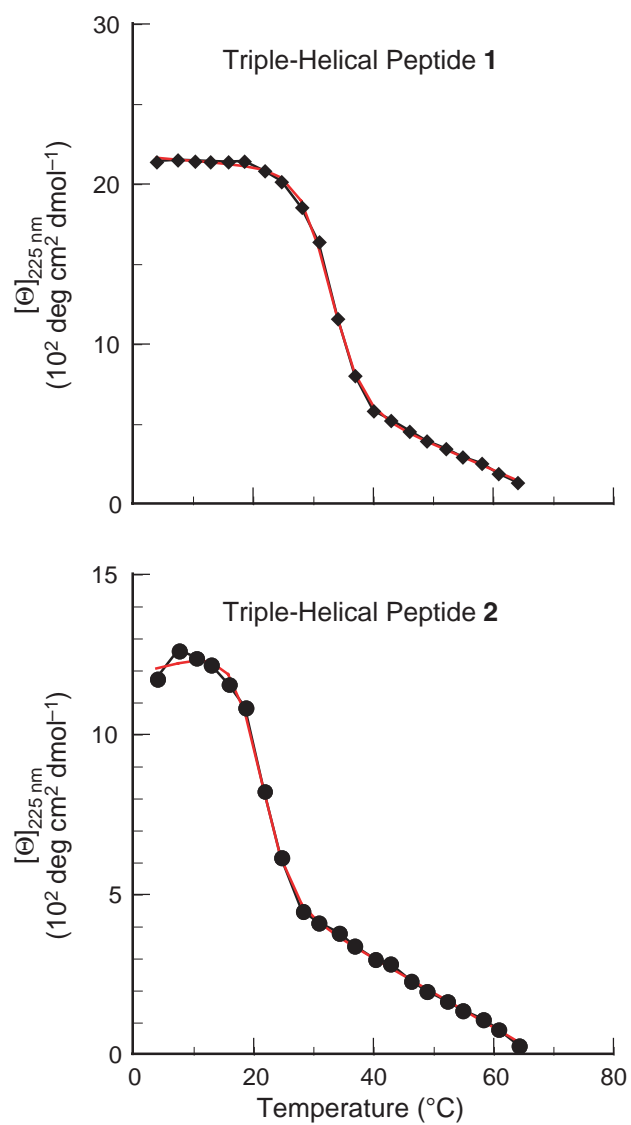 30
Triple-Helical Peptide 1
20
[Θ]225 nm
(10² deg cm² dmol⁻¹)
10
0
15
Triple-Helical Peptide 2
10
[Θ]225 nm
(10² deg cm² dmol⁻¹)
5
0
0 20 40 60 80
Temperature (°C)